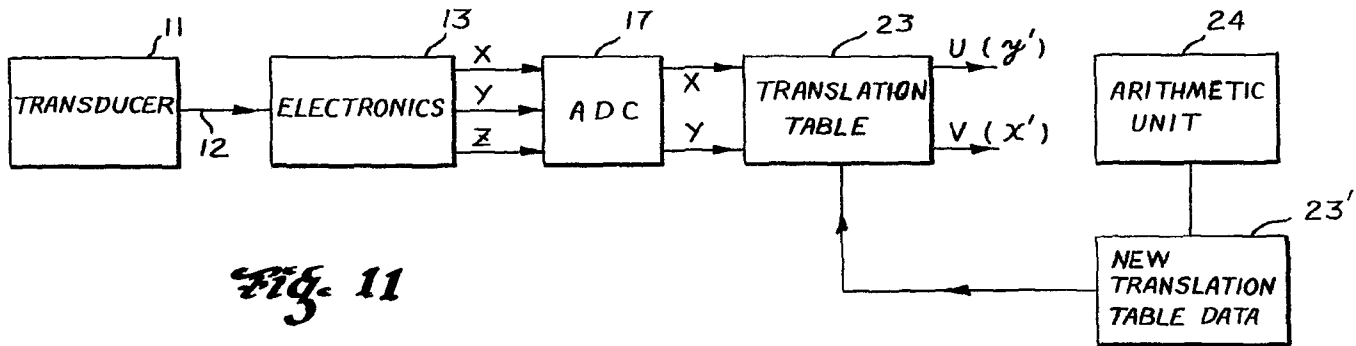 11
13
17
23
24
TRANSDUCER
12
ELECTRONICS
X
Y
Z
ADC
X
Y
TRANSLATION
TABLE
U (y')
V (x')
ARITHMETIC
UNIT
23'
NEW
TRANSLATION
TABLE DATA
Fig. 11